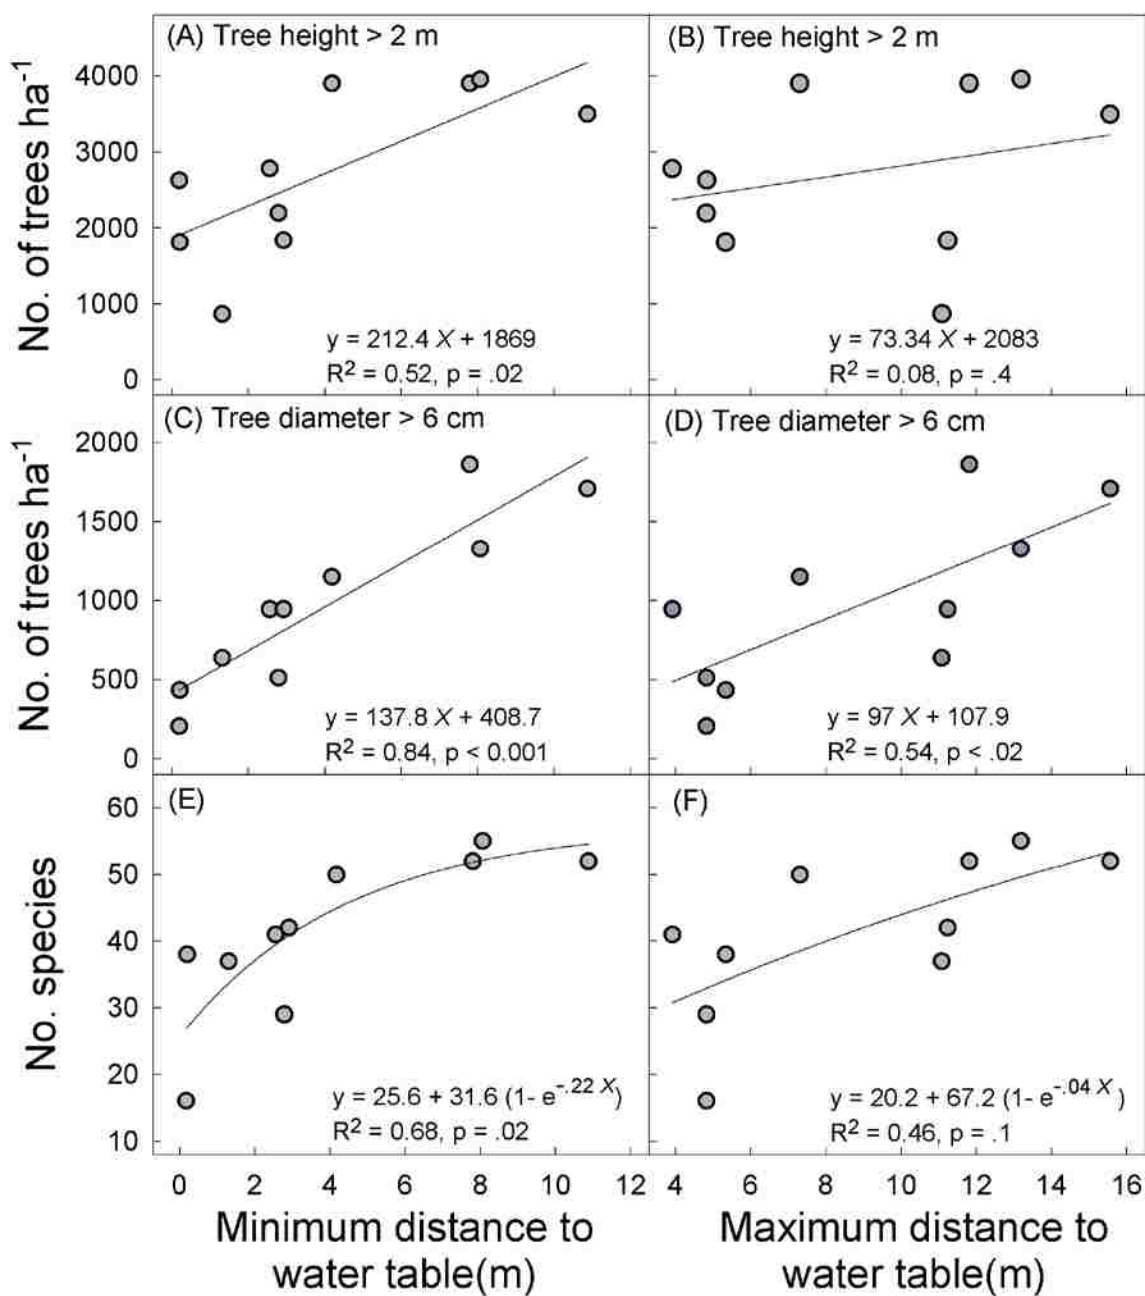 (A) Tree height > 2 m
(B) Tree height > 2 m
No. of trees ha⁻¹
4000
3000
2000
1000
0
y = 212.4 X + 1869
R² = 0.52, p = .02
y = 73.34 X + 2083
R² = 0.08, p = .4
(C) Tree diameter > 6 cm
(D) Tree diameter > 6 cm
No. of trees ha⁻¹
2000
1500
1000
500
0
y = 137.8 X + 408.7
R² = 0.84, p < 0.001
y = 97 X + 107.9
R² = 0.54, p < .02
(E)
(F)
No. species
60
50
40
30
20
10
y = 25.6 + 31.6 (1- e^-.22 X)
R² = 0.68, p = .02
y = 20.2 + 67.2 (1- e^-.04 X)
R² = 0.46, p = .1
0 2 4 6 8 10 12
4 6 8 10 12 14 16
Minimum distance to
water table(m)
Maximum distance to
water table(m)